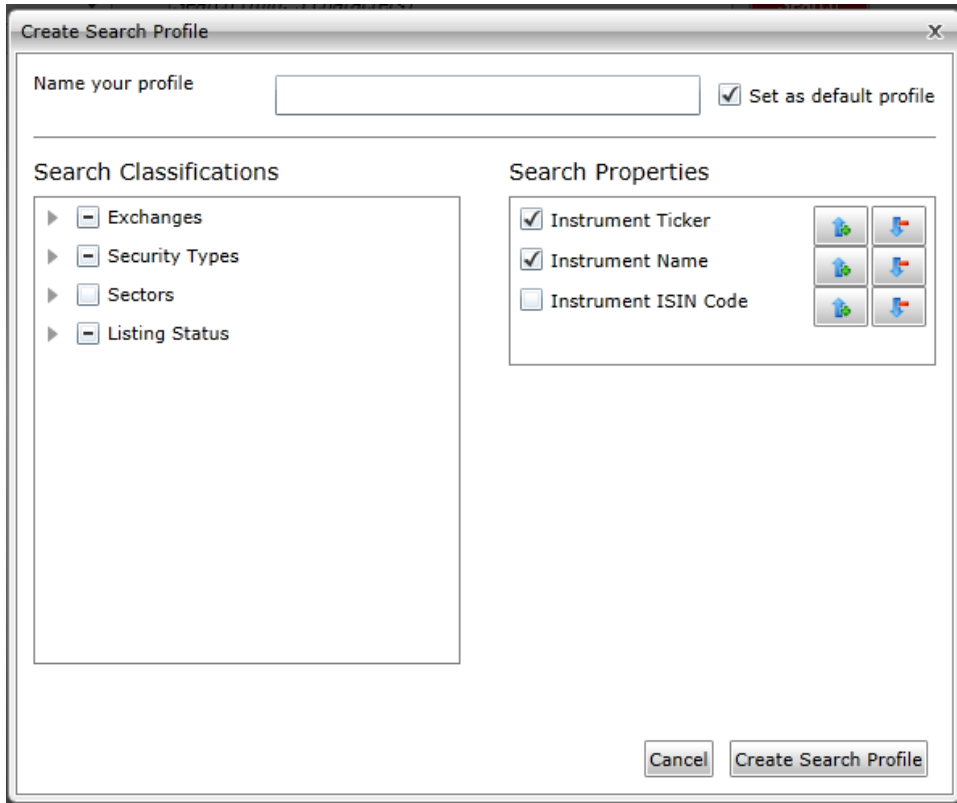 Create Search Profile
x
Name your profile
Set as default profile
Search Classifications
Exchanges
Security Types
Sectors
Listing Status
Search Properties
Instrument Ticker
Instrument Name
Instrument ISIN Code
Cancel
Create Search Profile